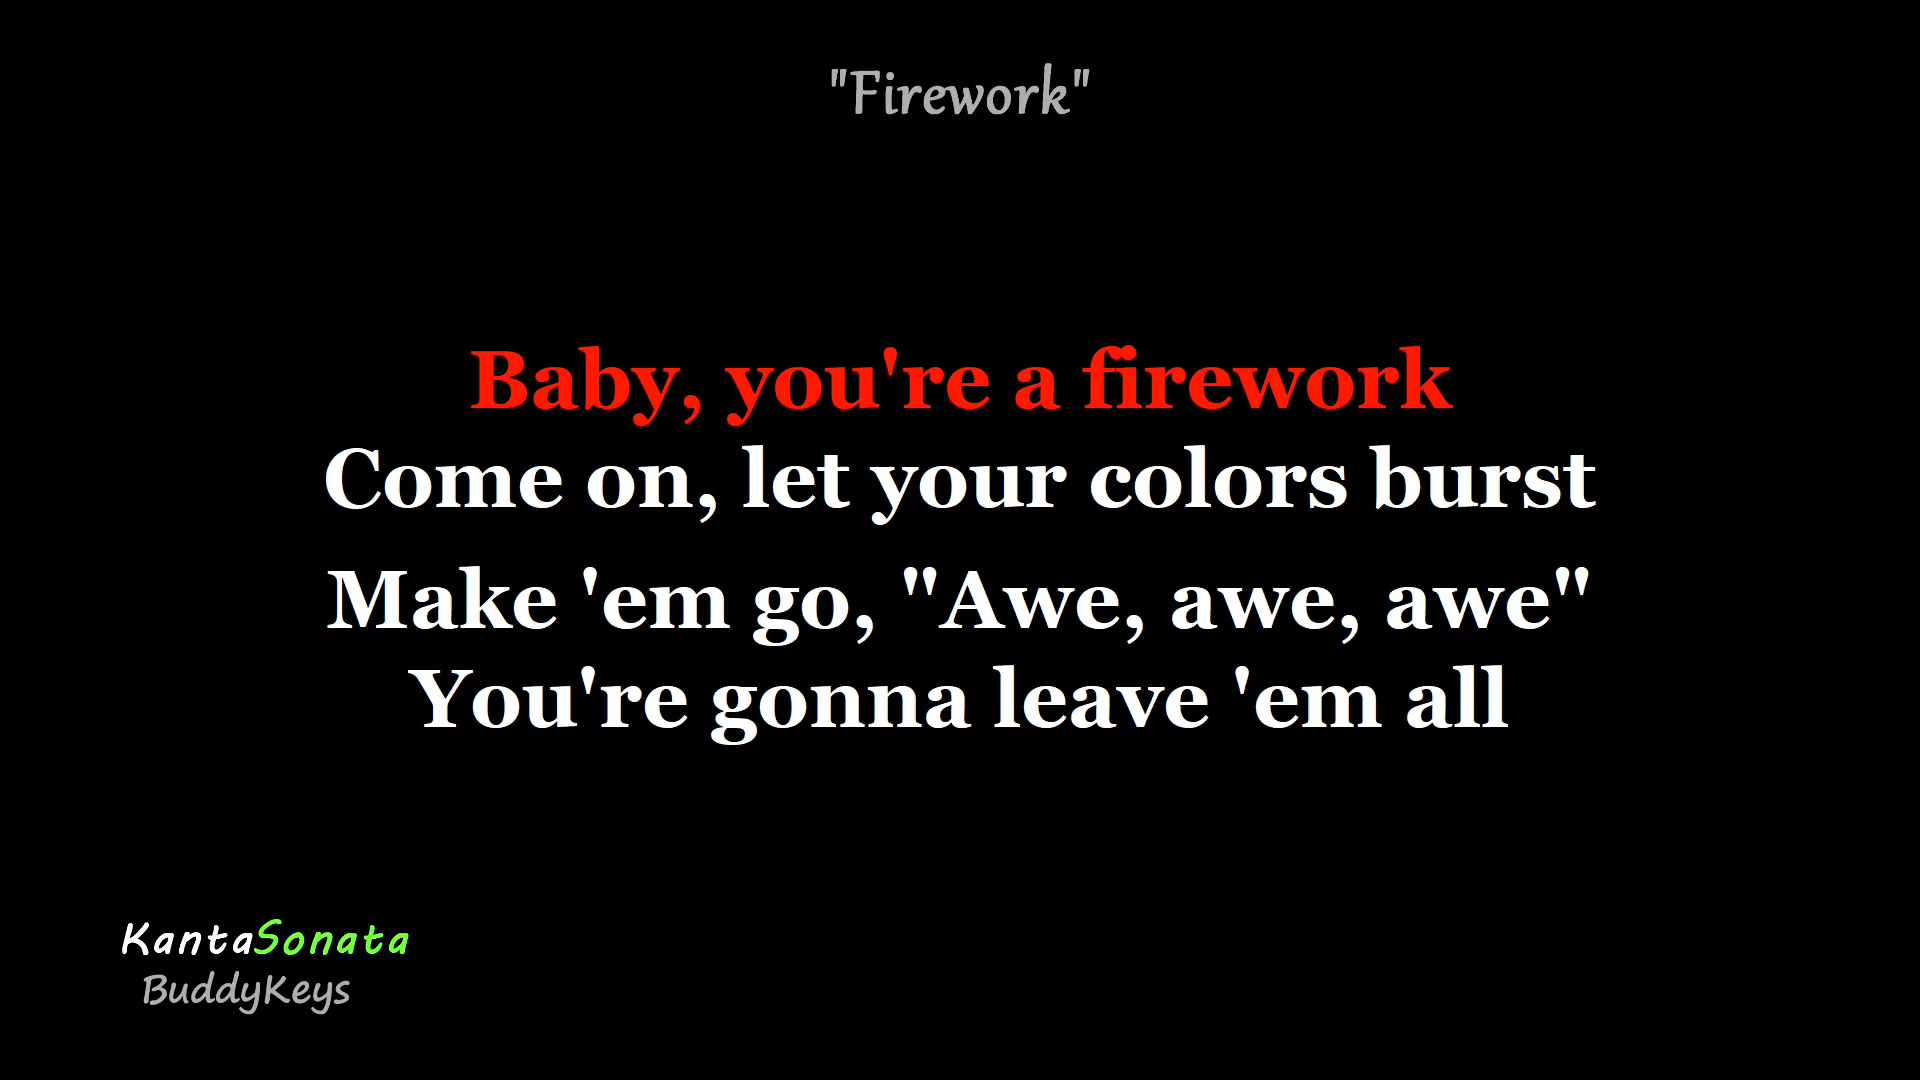 "Firework"
Baby, you're a firework
Come on, let your colors burst
Make 'em go, "Awe, awe, awe"
You're gonna leave 'em all
KantaSonata
BuddyKeys